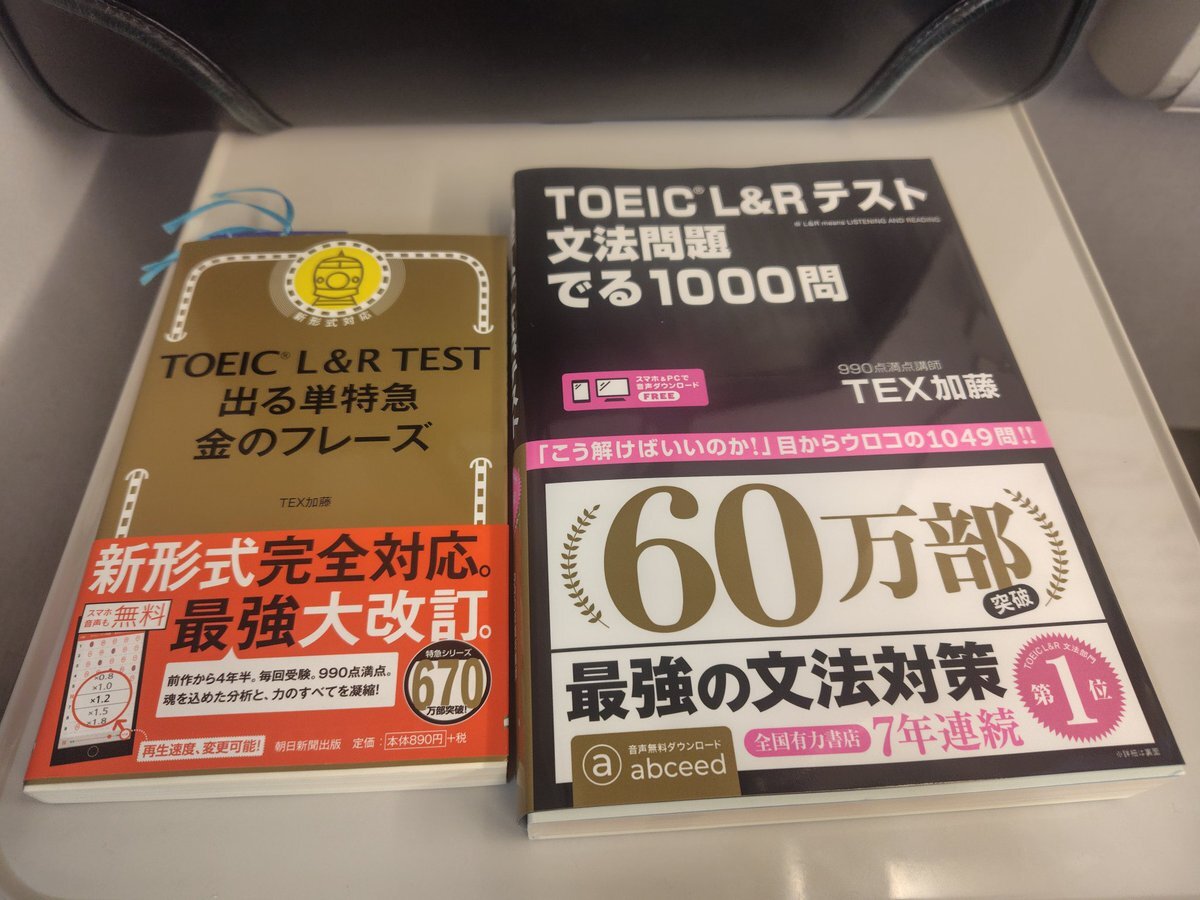 新形式対応
TOEIC® L&R TEST
出る単特急
金のフレーズ
TEX加藤
新形式完全対応。
スマホ
音声も
無料
最強大改訂。
前作から4年半。毎回受験。990点満点。
魂を込めた分析と、力のすべてを凝縮!
×0.8
×1.0
×1.2
×1.5
×1.8
特急シリーズ
670
万部突破!
再生速度、変更可能!
朝日新聞出版 定価:本体890円+税
TOEIC® L&Rテスト
L&R means LISTENING AND READING
文法問題
でる1000問
スマホ&PCで
音声ダウンロード
FREE
990点満点講師
TEX加藤
「こう解けばいいのか!」目からウロコの1049問!!
60万部
突破
最強の文法対策
TOEIC L&R 文法部門
第1位
全国有力書店
7年連続
音声無料ダウンロード
a abceed
※詳細は裏面